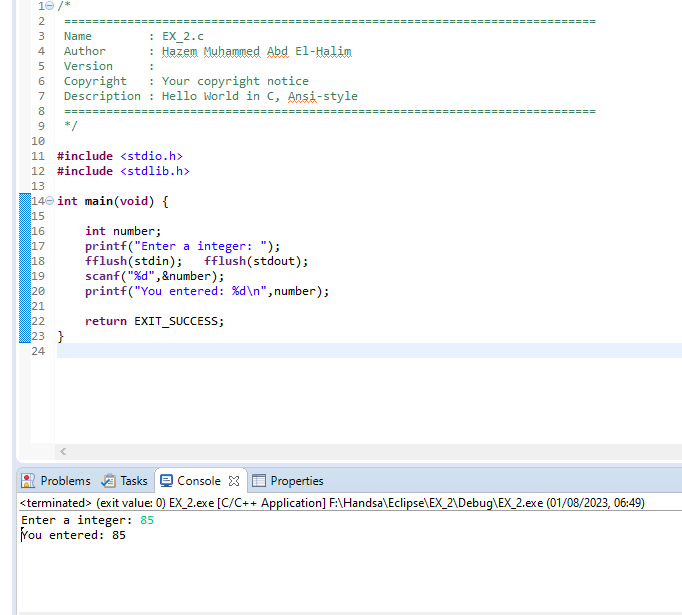 1 /*
2 ============================================================================
3 Name        : EX_2.c
4 Author      : Hazem Muhammed Abd El-Halim
5 Version     :
6 Copyright   : Your copyright notice
7 Description : Hello World in C, Ansi-style
8 ============================================================================
9 */
10
11 #include <stdio.h>
12 #include <stdlib.h>
13
14 int main(void) {
15
16     int number;
17     printf("Enter a integer: ");
18     fflush(stdin);   fflush(stdout);
19     scanf("%d",&number);
20     printf("You entered: %d\n",number);
21
22     return EXIT_SUCCESS;
23 }
24
Problems Tasks Console Properties
<terminated> (exit value: 0) EX_2.exe [C/C++ Application] F:\Handsa\Eclipse\EX_2\Debug\EX_2.exe (01/08/2023, 06:49)
Enter a integer: 85
You entered: 85